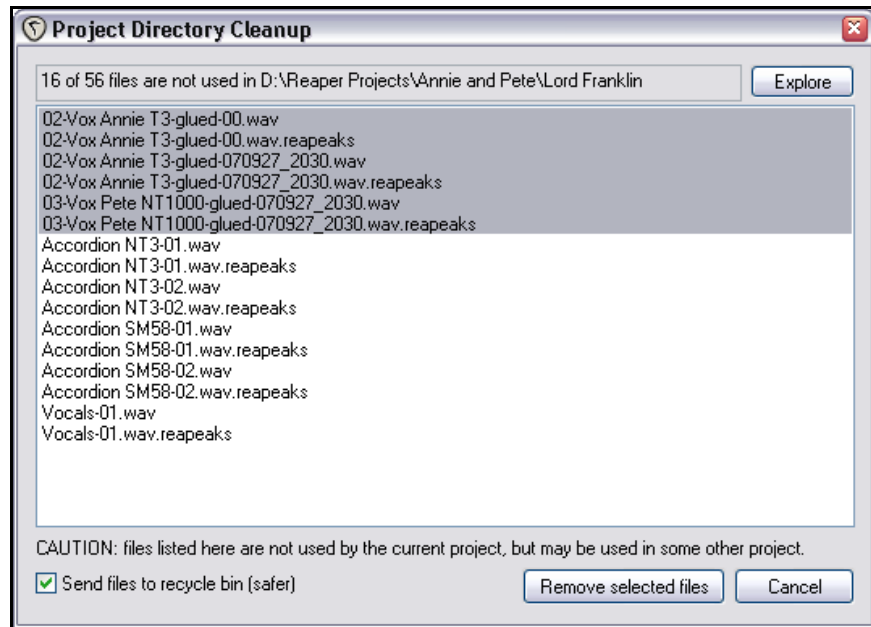 Project Directory Cleanup
16 of 56 files are not used in D:\Reaper Projects\Annie and Pete\Lord Franklin
Explore
02-Vox Annie T3-glued-00.wav
02-Vox Annie T3-glued-00.wav.reapeaks
02-Vox Annie T3-glued-070927_2030.wav
02-Vox Annie T3-glued-070927_2030.wav.reapeaks
03-Vox Pete NT1000-glued-070927_2030.wav
03-Vox Pete NT1000-glued-070927_2030.wav.reapeaks
Accordion NT3-01.wav
Accordion NT3-01.wav.reapeaks
Accordion NT3-02.wav
Accordion NT3-02.wav.reapeaks
Accordion SM58-01.wav
Accordion SM58-01.wav.reapeaks
Accordion SM58-02.wav
Accordion SM58-02.wav.reapeaks
Vocals-01.wav
Vocals-01.wav.reapeaks
CAUTION: files listed here are not used by the current project, but may be used in some other project.
Send files to recycle bin (safer)
Remove selected files
Cancel